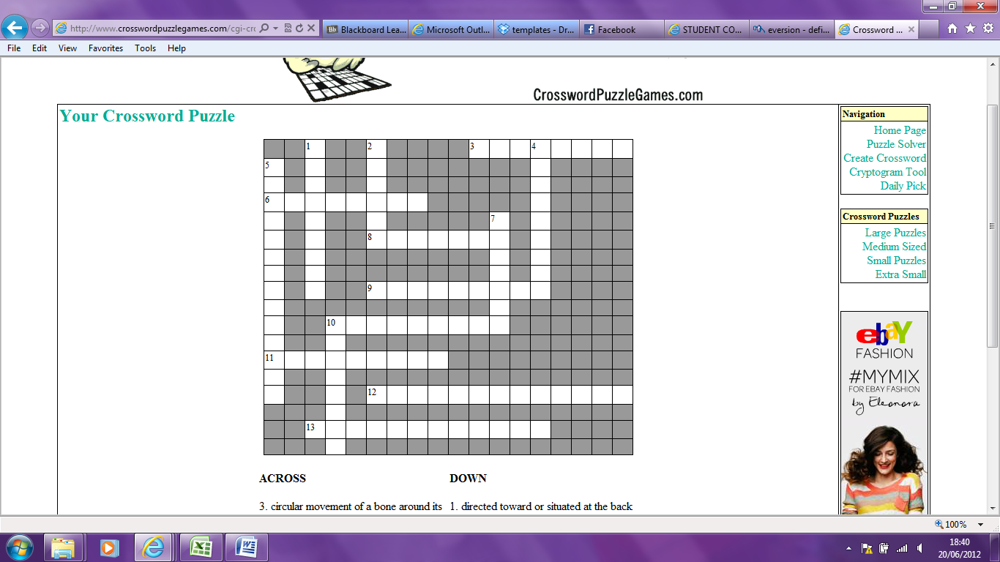 http://www.crosswordpuzzlegames.com/cgi-cr
Blackboard Lea...
Microsoft Outl...
templates - Dr...
Facebook
STUDENT CO...
eversion - defi...
Crossword ...
File Edit View Favorites Tools Help
CrosswordPuzzleGames.com
Your Crossword Puzzle
1 2 3 4
5
6
7
8
9
10
11
12
13
ACROSS DOWN
3. circular movement of a bone around its 1. directed toward or situated at the back
Navigation
Home Page
Puzzle Solver
Create Crossword
Cryptogram Tool
Daily Pick
Crossword Puzzles
Large Puzzles
Medium Sized
Small Puzzles
Extra Small
ebaY
FASHION
#MYMIX
FOR EBAY FASHION
by Eleonora
100%
18:40
20/06/2012